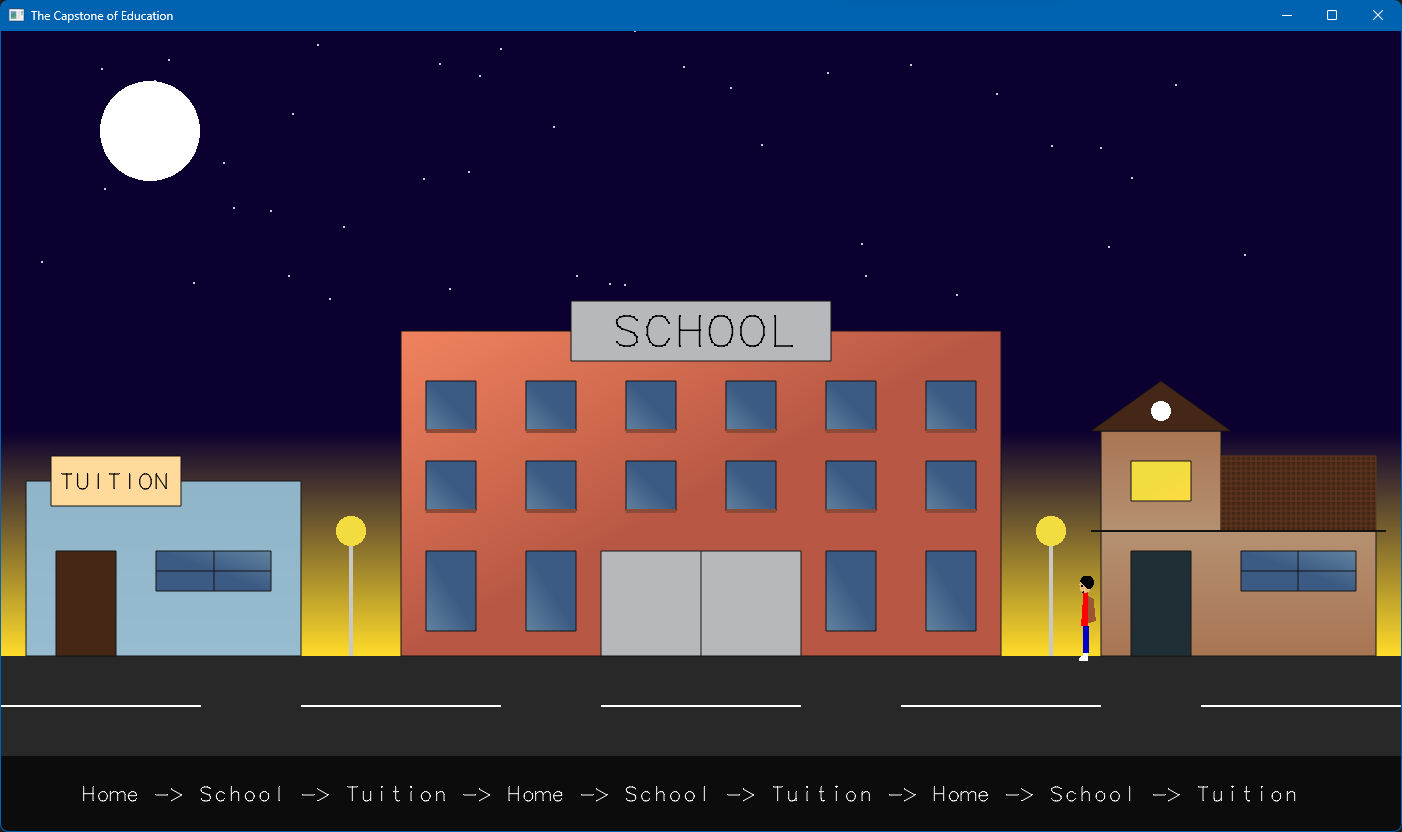 The Capstone of Education
SCHOOL
TUITION
Home —> School —> Tuition —> Home —> School —> Tuition —> Home —> School —> Tuition